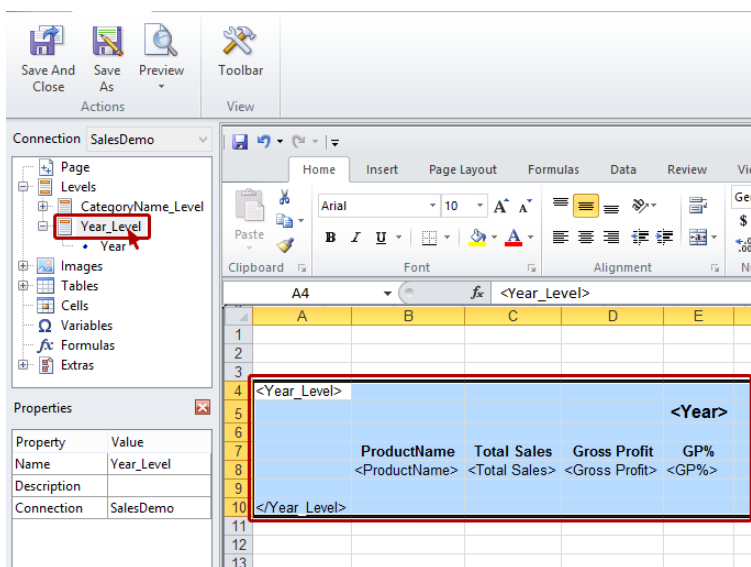 Save And Close
Save As
Preview
Toolbar
Actions
View
Connection SalesDemo
Page
Levels
CategoryName_Level
Year_Level
Year
Images
Tables
Cells
Variables
Formulas
Extras
Properties
Property Value
Name Year_Level
Description
Connection SalesDemo
Home Insert Page Layout Formulas Data Review
Paste
Arial 10
B I U
Clipboard Font Alignment
A4 fx <Year_Level>
A B C D E
1
2
3
4 <Year_Level>
5 <Year>
6
7 ProductName Total Sales Gross Profit GP%
8 <ProductName> <Total Sales> <Gross Profit> <GP%>
9
10 </Year_Level>
11
12
13